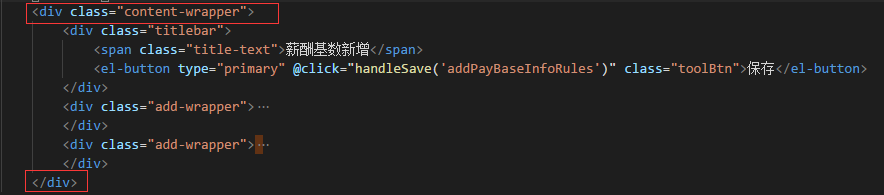 <div class="content-wrapper">
<div class="titlebar">
<span class="title-text">薪酬基数新增</span>
<el-button type="primary" @click="handleSave('addPayBaseInfoRules')" class="toolBtn">保存</el-button>
</div>
<div class="add-wrapper">⋯
</div>
<div class="add-wrapper">⋯
</div>
</div>